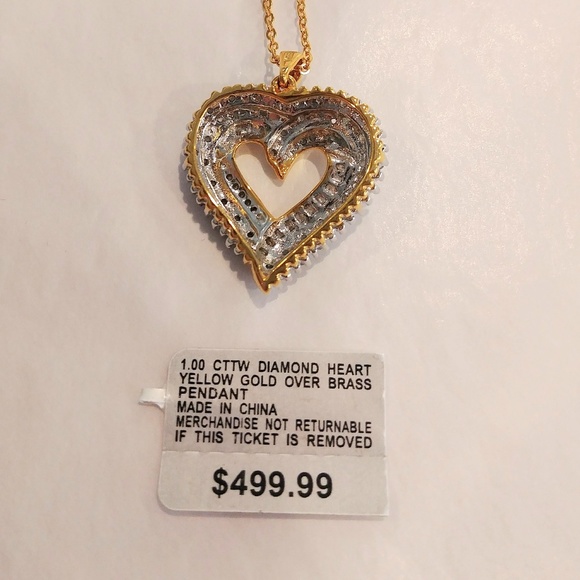 1.00 CTTW DIAMOND HEART
YELLOW GOLD OVER BRASS
PENDANT
MADE IN CHINA
MERCHANDISE NOT RETURNABLE
IF THIS TICKET IS REMOVED
$499.99